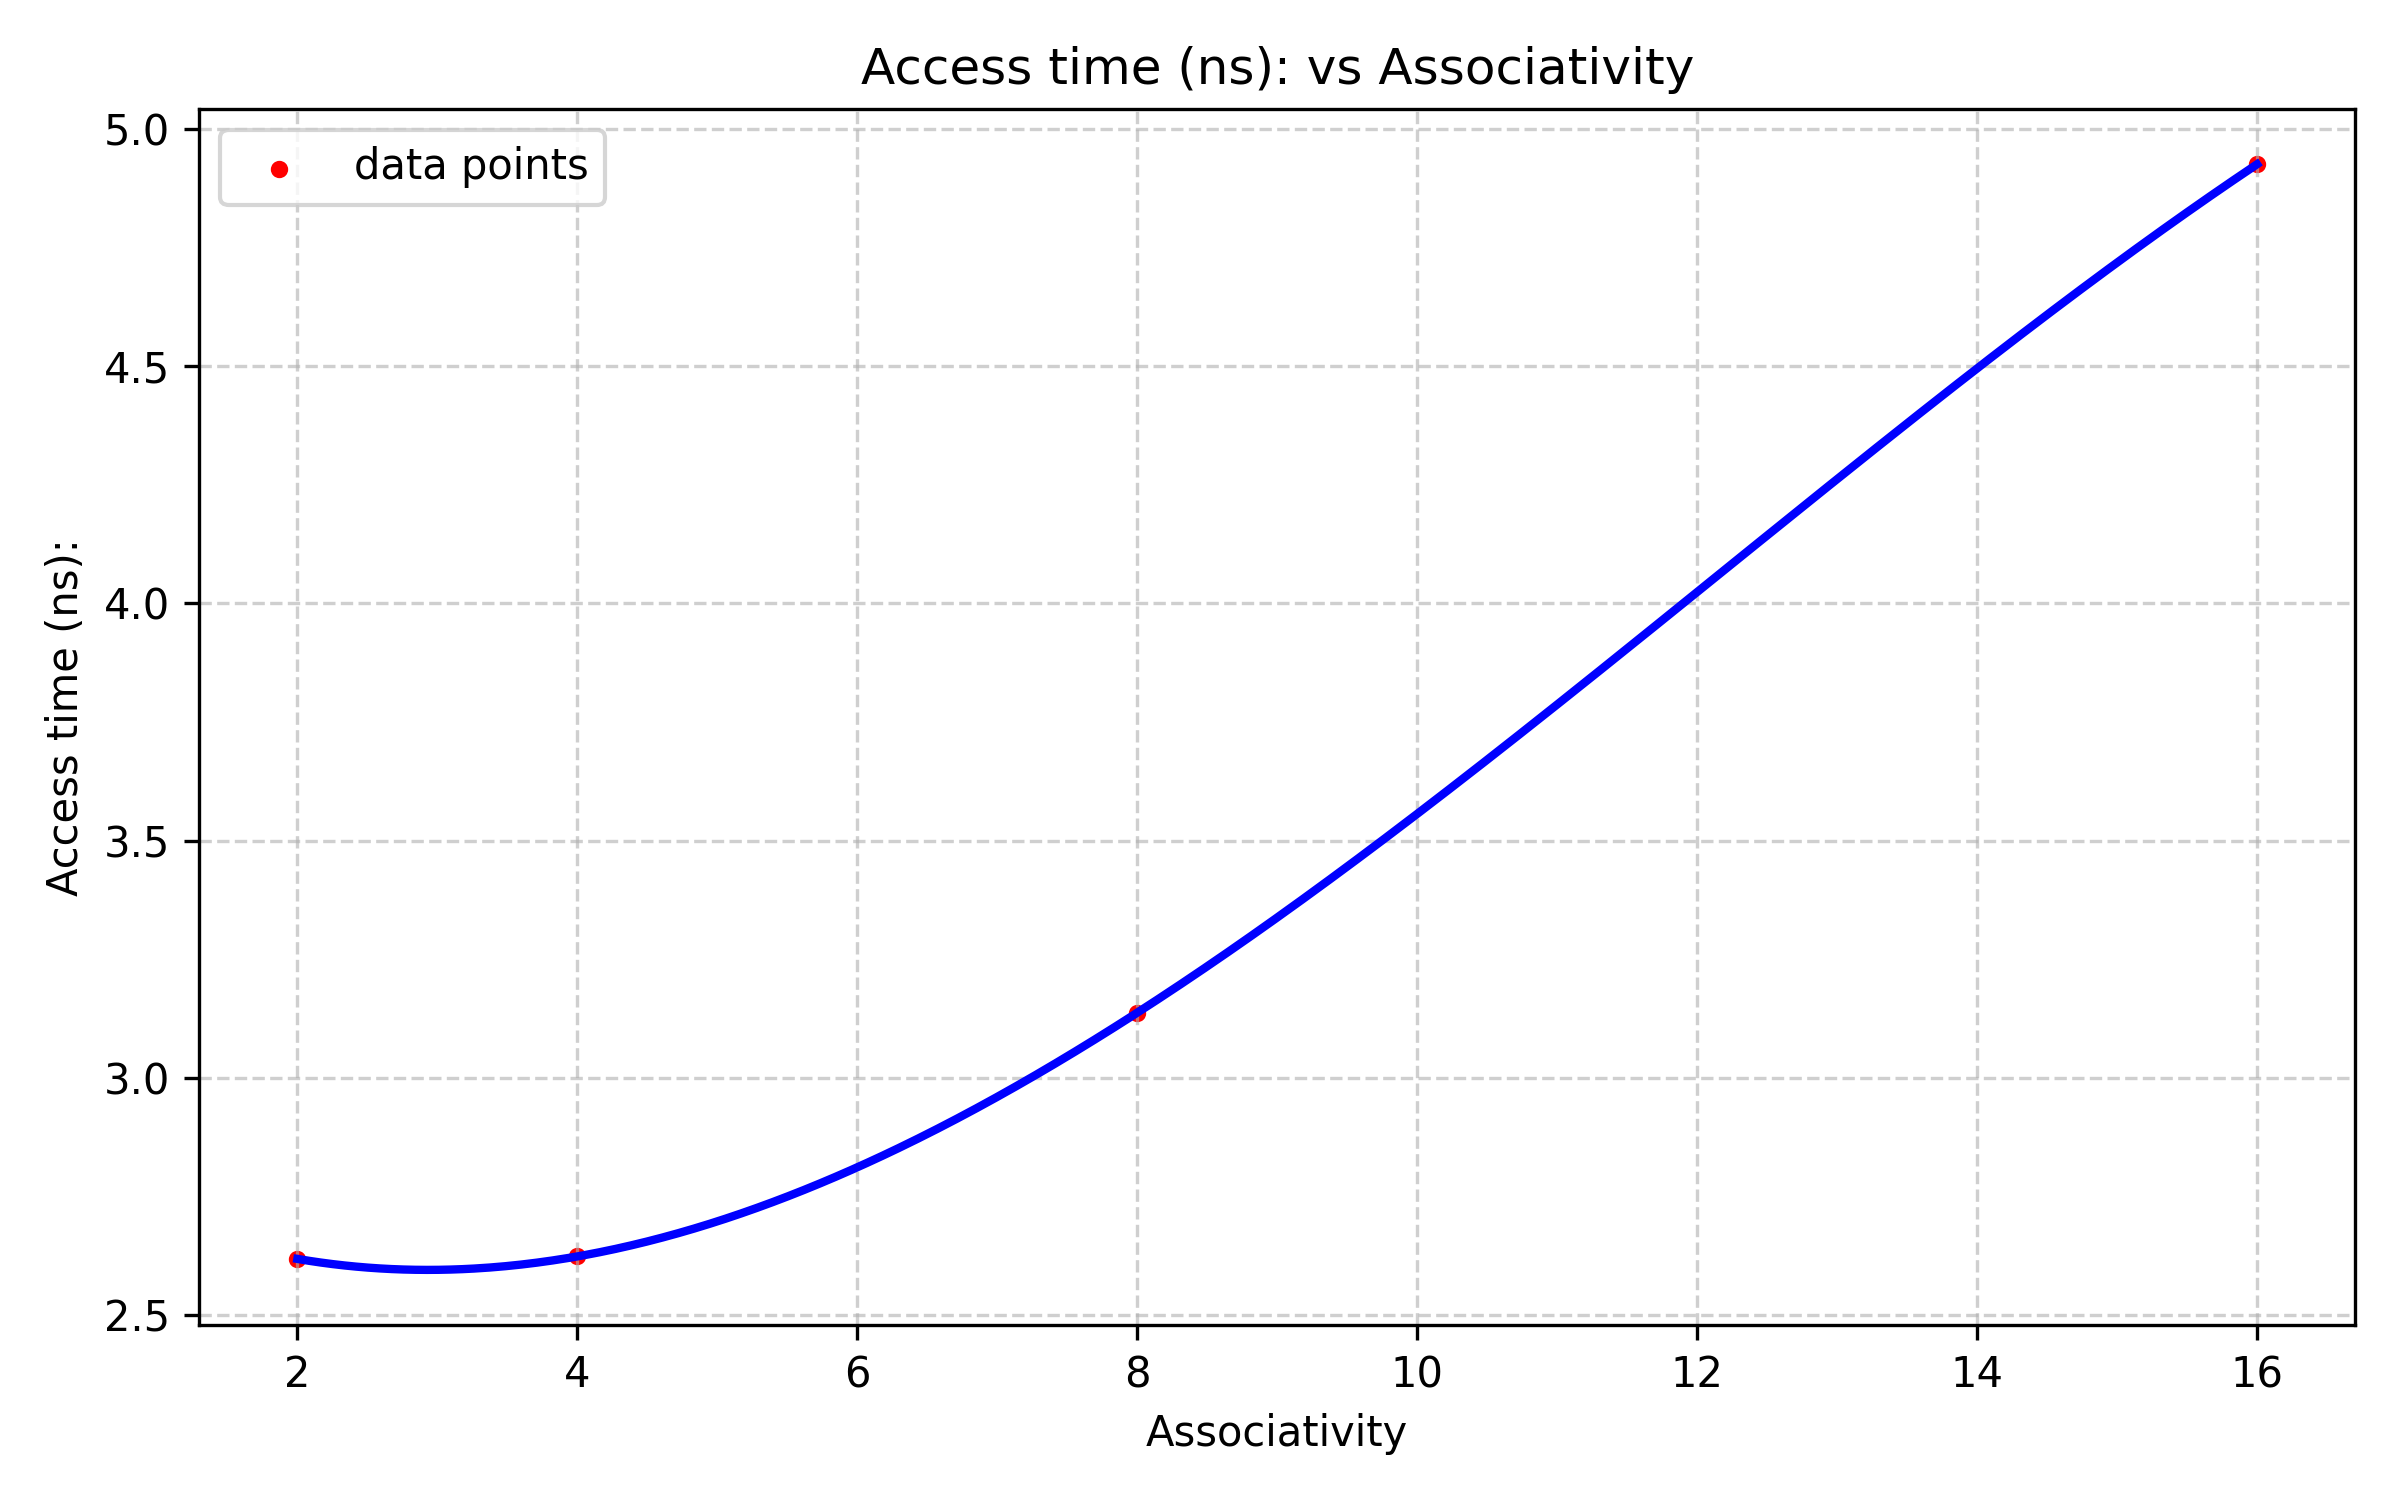 Access time (ns): vs Associativity
data points
Access time (ns):
5.0
4.5
4.0
3.5
3.0
2.5
2 4 6 8 10 12 14 16
Associativity